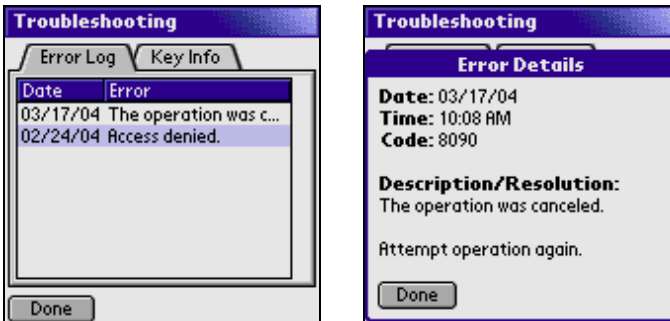 Troubleshooting
Error Log Key Info
Date Error
03/17/04 The operation was c...
02/24/04 Access denied.
Done
Troubleshooting
Error Details
Date: 03/17/04
Time: 10:08 AM
Code: 8090
Description/Resolution:
The operation was canceled.
Attempt operation again.
Done